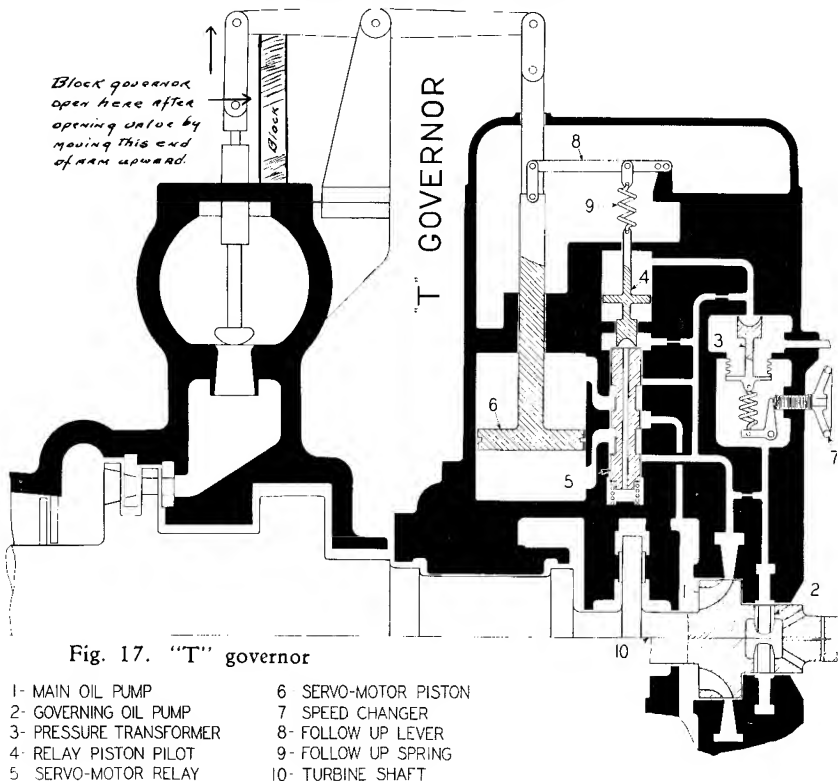 Block governor
open here after
opening value by
moving this end
of arm upward.
Block
"T" GOVERNOR
8
9
4
3
6
7
5
1
2
10
Fig. 17. "T" governor
1- MAIN OIL PUMP
2- GOVERNING OIL PUMP
3- PRESSURE TRANSFORMER
4- RELAY PISTON PILOT
5 SERVO-MOTOR RELAY
6 SERVO-MOTOR PISTON
7 SPEED CHANGER
8- FOLLOW UP LEVER
9- FOLLOW UP SPRING
10- TURBINE SHAFT